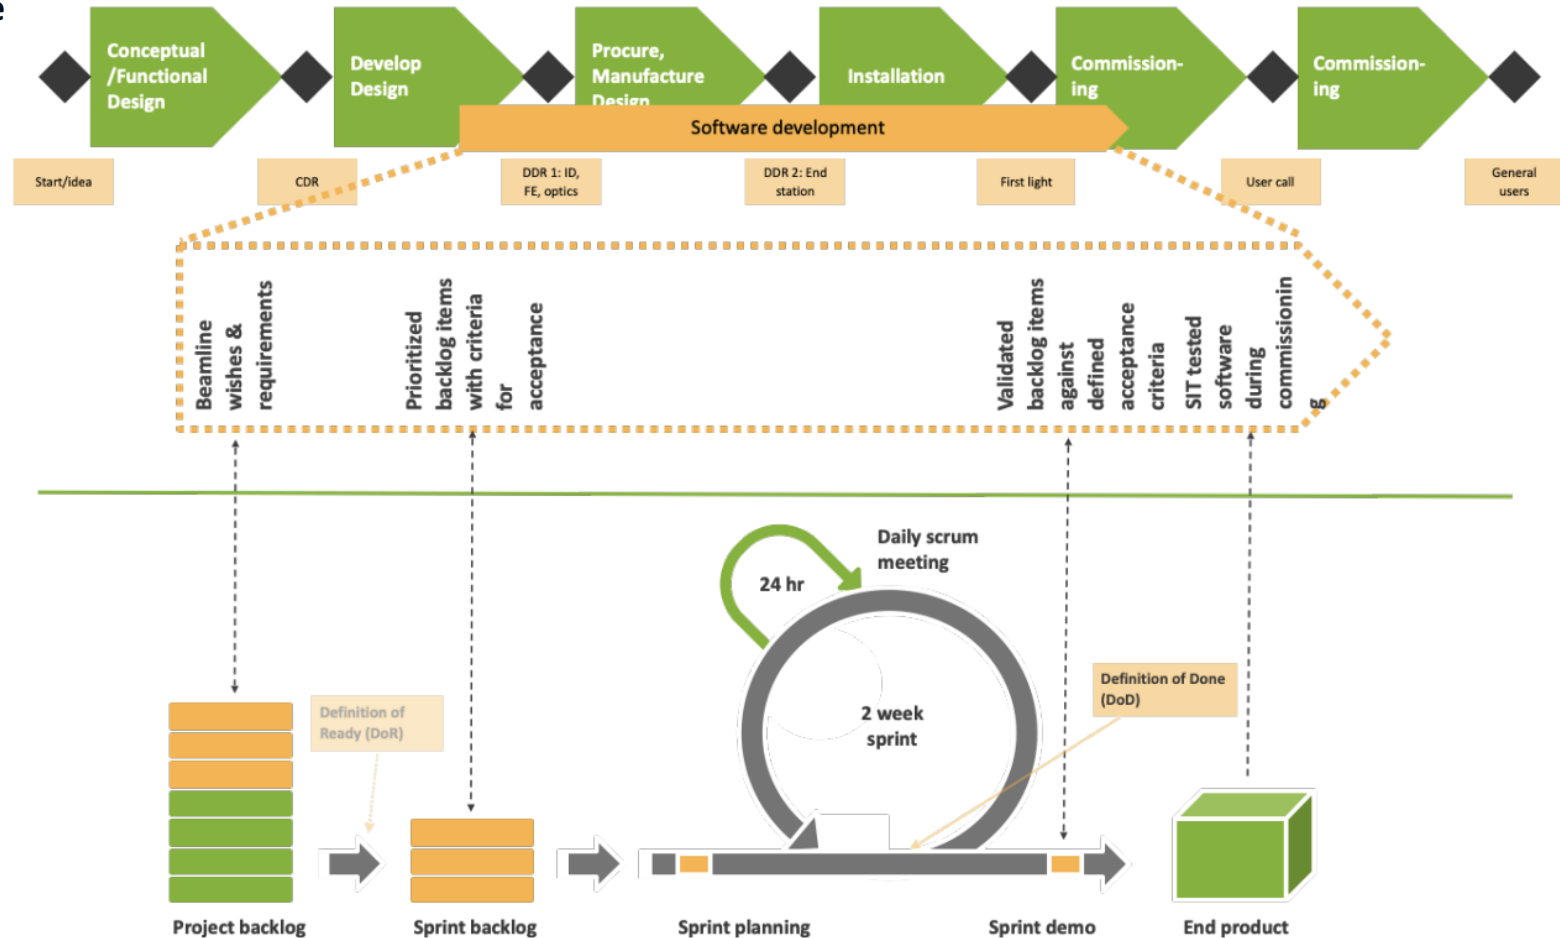 e
Conceptual
/Functional
Design
Develop
Design
Procure,
Manufacture
Design
Installation
Commission-
ing
Commission-
ing
Software development
Start/idea
CDR
DDR 1: ID,
FE, optics
DDR 2: End
station
First light
User call
General
users
Beamline
wishes &
requirements
Prioritized
backlog items
with criteria
for
acceptance
Validated
backlog items
against
defined
acceptance
criteria
SIT tested
software
during
commissionin
g
Daily scrum
meeting
24 hr
2 week
sprint
Definition of
Ready (DoR)
Definition of Done
(DoD)
Project backlog
Sprint backlog
Sprint planning
Sprint demo
End product